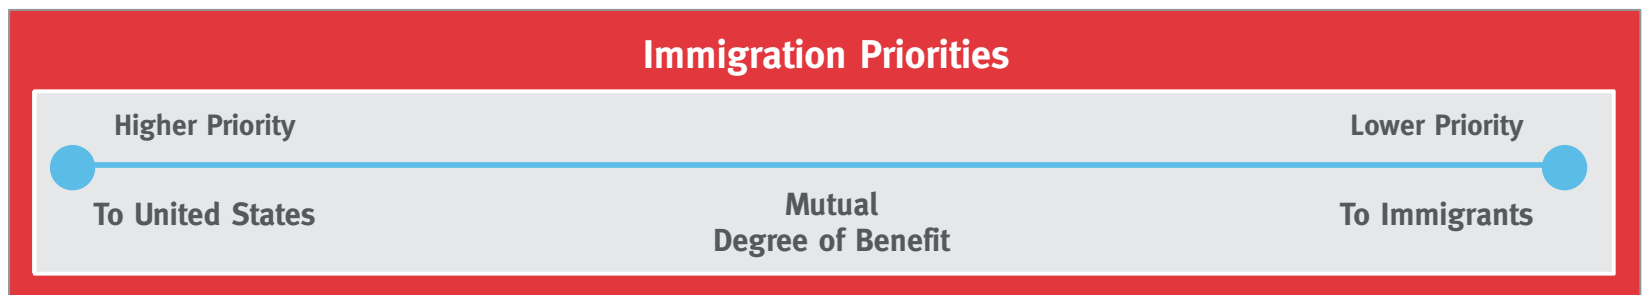 Immigration Priorities
Higher Priority
Lower Priority
To United States
Mutual
Degree of Benefit
To Immigrants